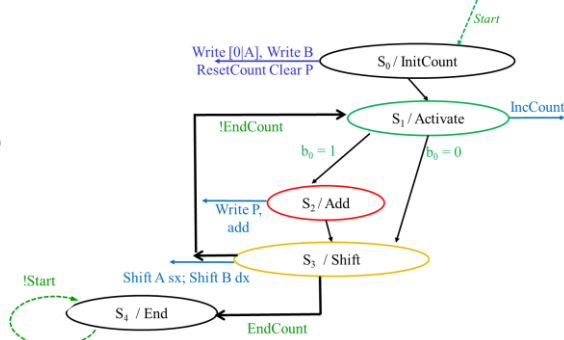 Start
Write [0|A], Write B
ResetCount Clear P
S₀ / InitCount
IncCount
S₁ / Activate
!EndCount
b₀ = 1
b₀ = 0
S₂ / Add
Write P,
add
S₃ / Shift
Shift A sx; Shift B dx
!Start
S₄ / End
EndCount